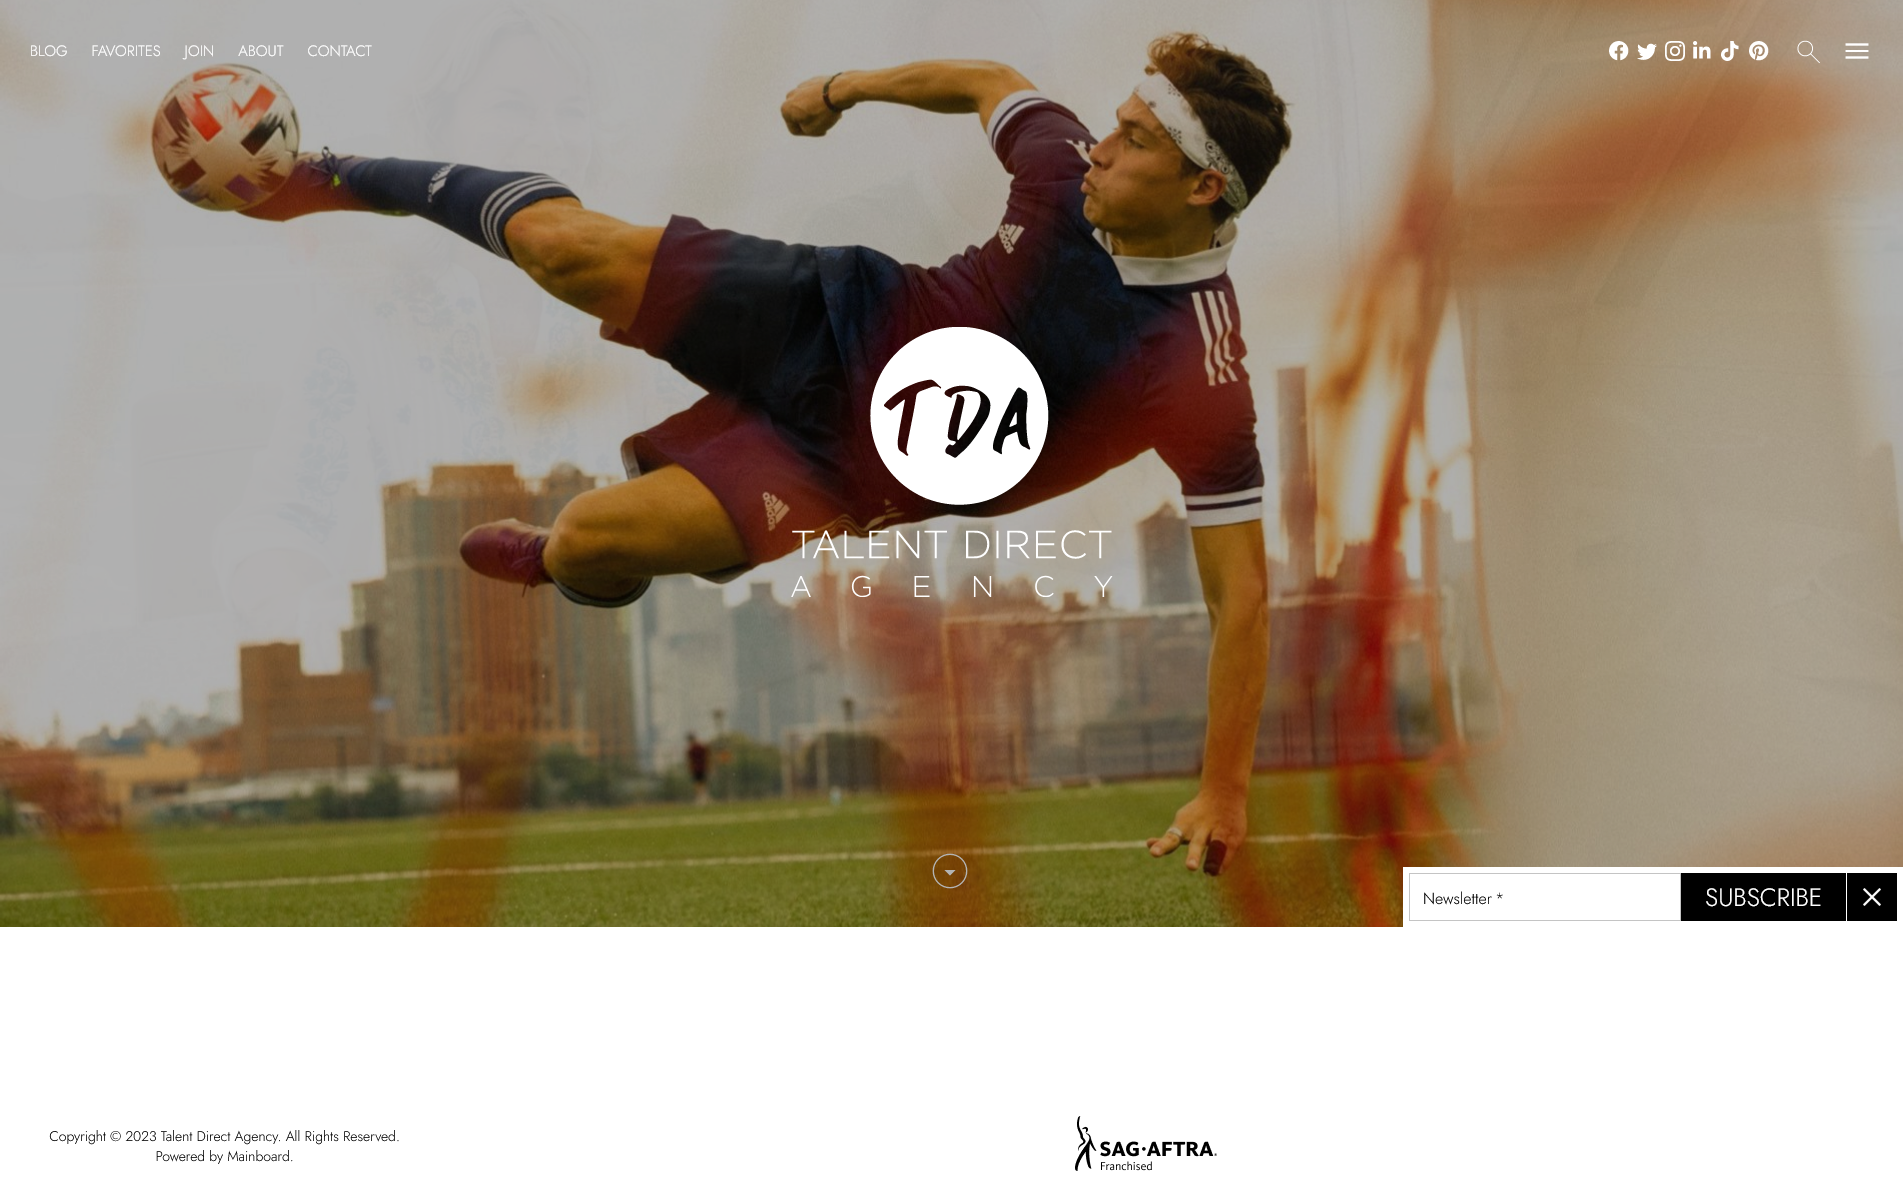 BLOG FAVORITES JOIN ABOUT CONTACT
TDA
TALENT DIRECT
AGENCY
Newsletter *
SUBSCRIBE
Copyright © 2023 Talent Direct Agency. All Rights Reserved.
Powered by Mainboard.
SAG·AFTRA.
Franchised